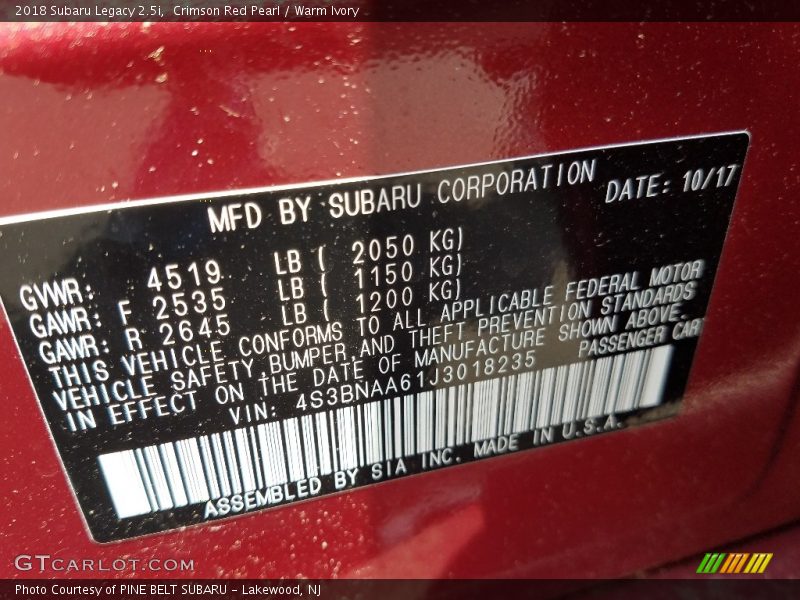 2018 Subaru Legacy 2.5i,  Crimson Red Pearl / Warm Ivory
MFD BY SUBARU CORPORATION DATE: 10/17
GVWR: 4519 LB ( 2050 KG)
GAWR: F 2535 LB ( 1150 KG)
GAWR: R 2645 LB ( 1200 KG)
THIS VEHICLE CONFORMS TO ALL APPLICABLE FEDERAL MOTOR
VEHICLE SAFETY,BUMPER,AND THEFT PREVENTION STANDARDS
IN EFFECT ON THE DATE OF MANUFACTURE SHOWN ABOVE.
VIN: 4S3BNAA61J3018235 PASSENGER CAR
ASSEMBLED BY SIA INC. MADE IN U.S.A.
GTCARLOT.COM
Photo Courtesy of PINE BELT SUBARU – Lakewood, NJ